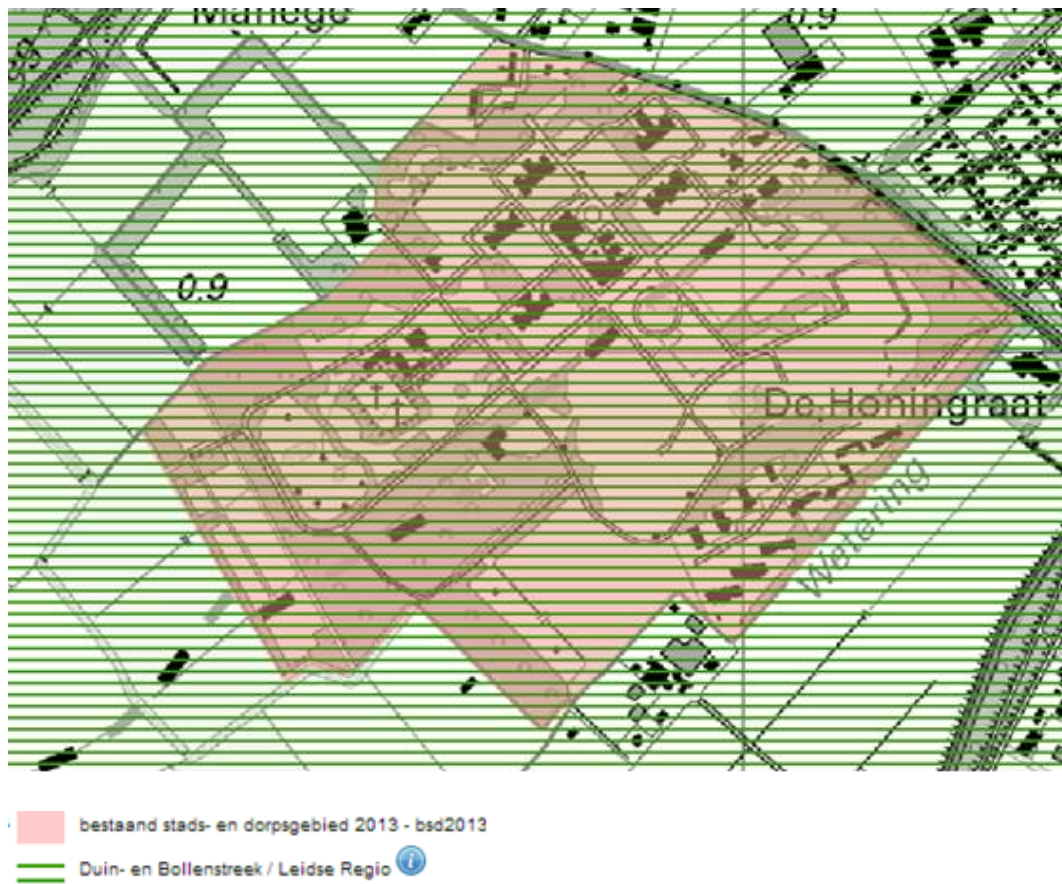 Manege
0.9
0.9
De Honingraat
Wetering
bestaand stads- en dorpsgebied 2013 - bsd2013
Duin- en Bollenstreek / Leidse Regio i